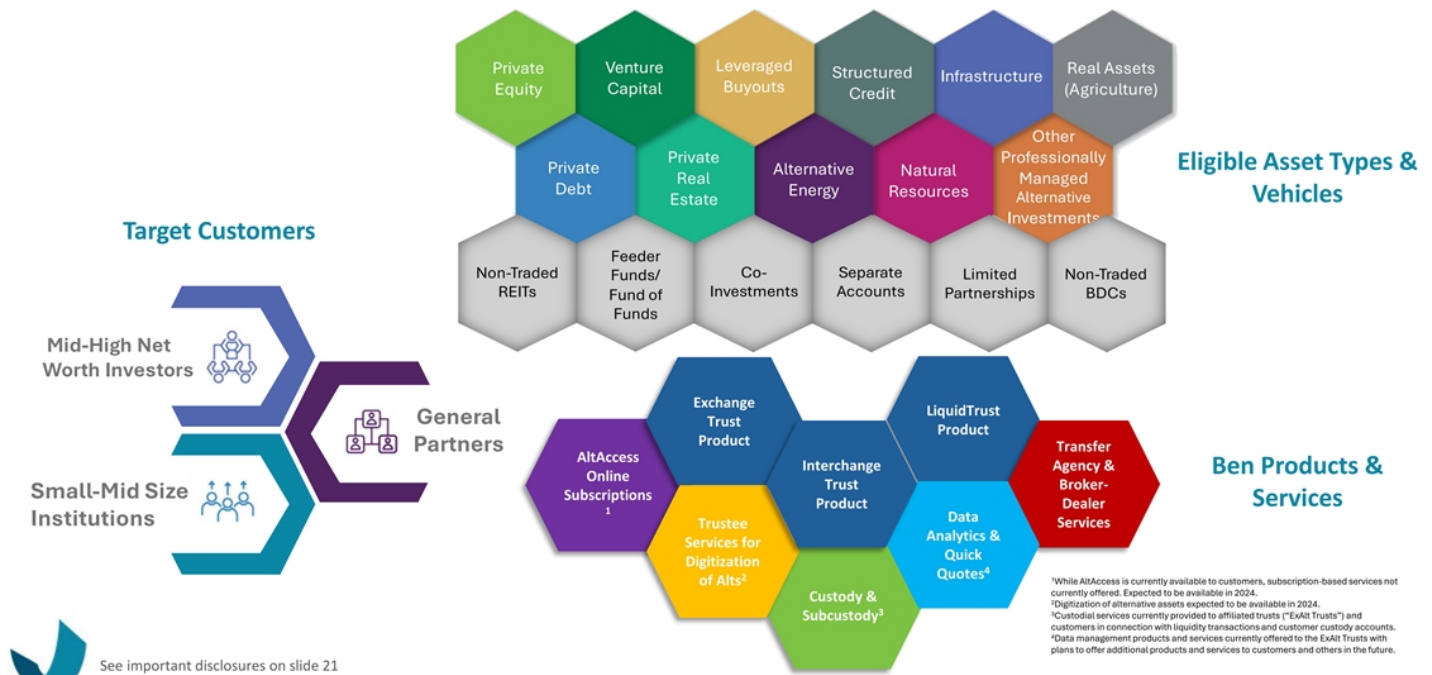 Private
Equity
Venture
Capital
Leveraged
Buyouts
Structured
Credit
Infrastructure
Real Assets
(Agriculture)
Private
Debt
Private
Real
Estate
Alternative
Energy
Natural
Resources
Other
Professionally
Managed
Alternative
Investments
Eligible Asset Types &
Vehicles
Non-Traded
REITs
Feeder
Funds/
Fund of
Funds
Co-
Investments
Separate
Accounts
Limited
Partnerships
Non-Traded
BDCs
Target Customers
Mid-High Net
Worth Investors
General
Partners
Small-Mid Size
Institutions
Exchange
Trust
Product
LiquidTrust
Product
AltAccess
Online
Subscriptions
1
Interchange
Trust
Product
Transfer
Agency &
Broker-
Dealer
Services
Trustee
Services for
Digitization
of Alts²
Data
Analytics &
Quick
Quotes⁴
Custody &
Subcustody³
Ben Products &
Services
¹While AltAccess is currently available to customers, subscription-based services not
currently offered. Expected to be available in 2024.
²Digitization of alternative assets expected to be available in 2024.
³Custodial services currently provided to affiliated trusts ("ExAlt Trusts") and
customers in connection with liquidity transactions and customer custody accounts.
⁴Data management products and services currently offered to the ExAlt Trusts with
plans to offer additional products and services to customers and others in the future.
See important disclosures on slide 21